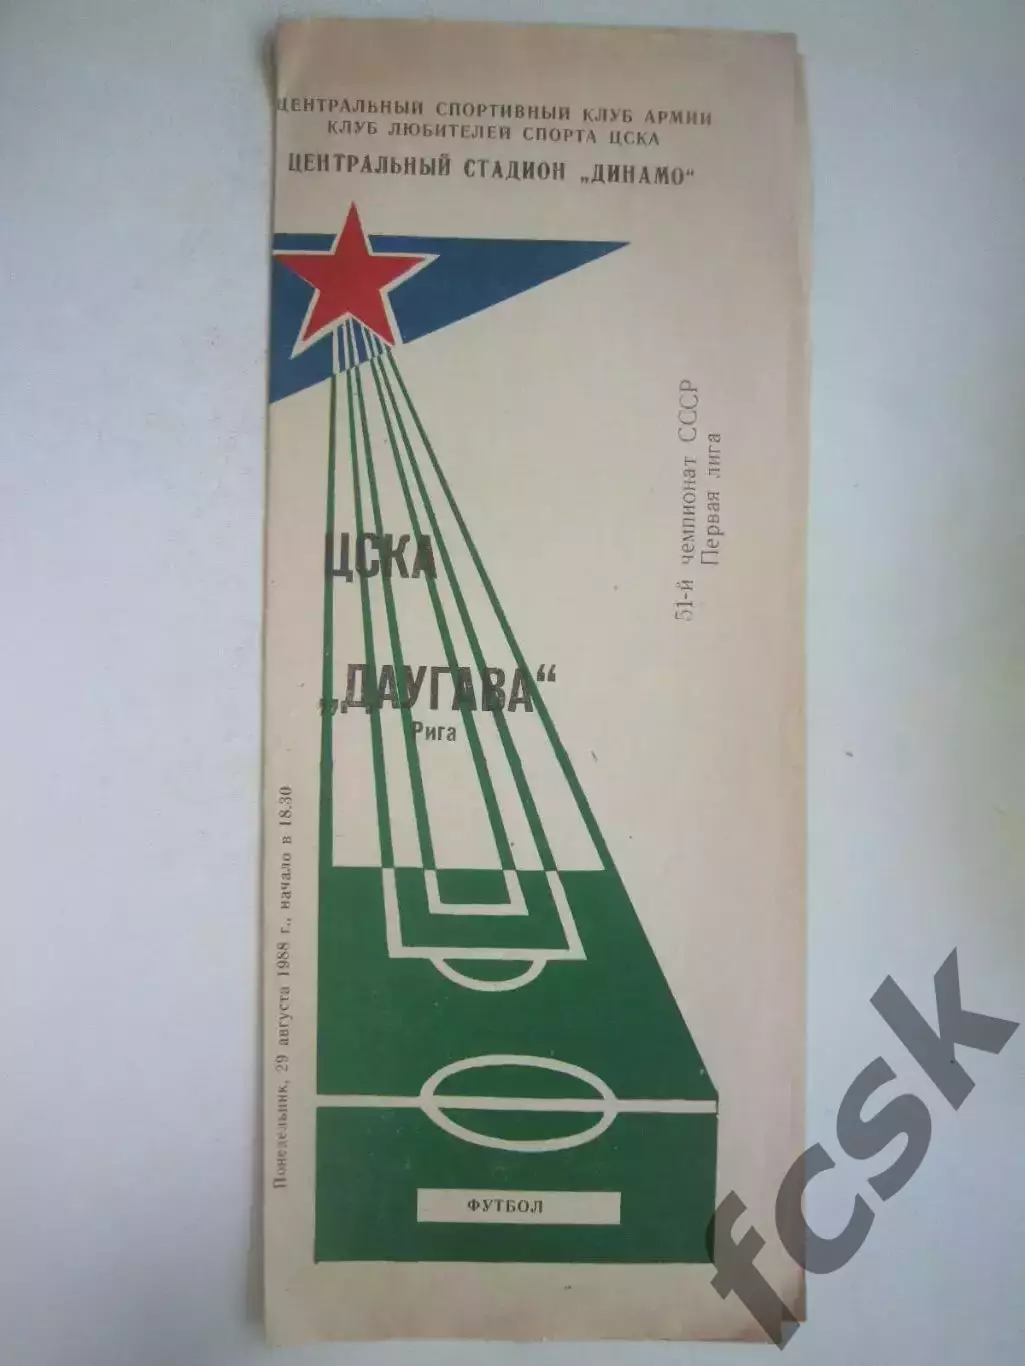 ЦЕНТРАЛЬНЫЙ СПОРТИВНЫЙ КЛУБ АРМИИ
КЛУБ ЛЮБИТЕЛЕЙ СПОРТА ЦСКА
ЦЕНТРАЛЬНЫЙ СТАДИОН „ДИНАМО“
51-й чемпионат СССР
Первая лига
ЦСКА
„ДАУГАВА“
Рига
Понедельник, 29 августа 1988 г., начало в 18.30
ФУТБОЛ
fcsk